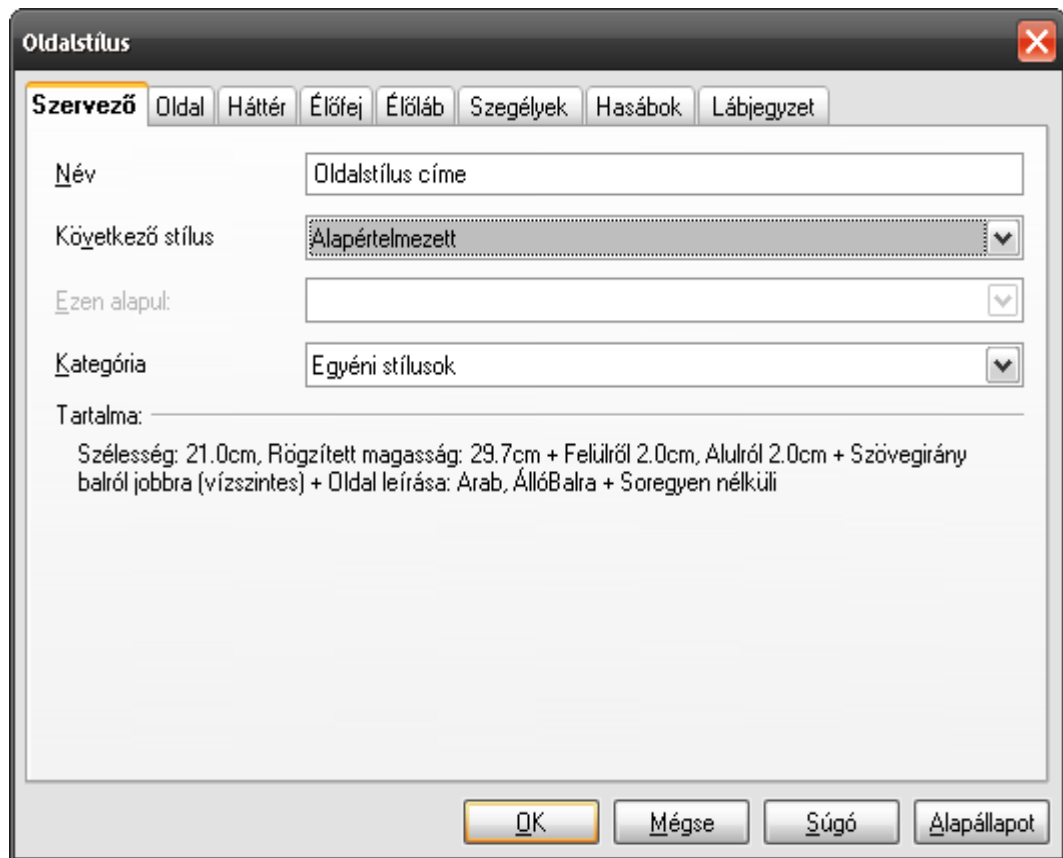 Oldalstílus
Szervező Oldal Háttér Élőfej Élőláb Szegélyek Hasábok Lábjegyzet
Név Oldalstílus címe
Következő stílus Alapértelmezett
Ezen alapul:
Kategória Egyéni stílusok
Tartalma:
Szélesség: 21.0cm, Rögzített magasság: 29.7cm + Felülről 2.0cm, Alulról 2.0cm + Szövegirány
balról jobbra (vízszintes) + Oldal leírása: Arab, ÁllóBalra + Soregyen nélküli
OK Mégse Súgó Alapállapot